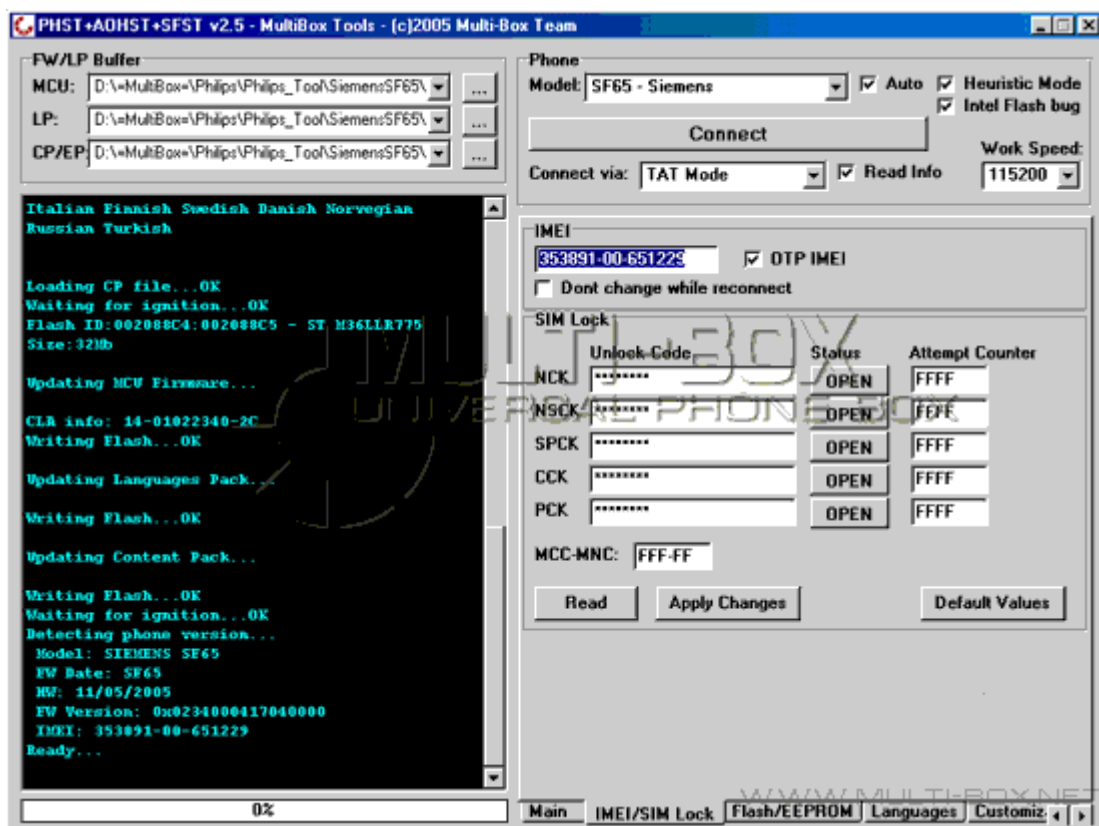 PHST+AOHST+SFST v2.5 - MultiBox Tools - (c)2005 Multi-Box Team
FW/LP Buffer
MCU: D:\=MultiBox=\Philips\Philips_Tool\SiemensSF65\ ...
LP: D:\=MultiBox=\Philips\Philips_Tool\SiemensSF65\ ...
CP/EP: D:\=MultiBox=\Philips\Philips_Tool\SiemensSF65\ ...
Italian Finnish Swedish Danish Norvegian
Russian Turkish
Loading CP file...OK
Waiting for ignition...OK
Flash ID:002088C4:002088C5 - ST M36LLR775
Size:32Mb
Updating MCU Firmware...
CLA info: 14-01022340-2C
Writing Flash...OK
Updating Languages Pack...
Writing Flash...OK
Updating Content Pack...
Writing Flash...OK
Waiting for ignition...OK
Detecting phone version...
Model: SIEMENS SF65
FW Date: SF65
HW: 11/05/2005
FW Version: 0x0234000417040000
IMEI: 353891-00-651229
Ready...
0%
Phone
Model: SF65 - Siemens Auto Heuristic Mode
Intel Flash bug
Connect
Work Speed:
Connect via: TAT Mode Read Info 115200
IMEI
353891-00-651229 OTP IMEI
Dont change while reconnect
SIM Lock
Unlock Code Status Attempt Counter
NCK ******** OPEN FFFF
NSCK ******** OPEN FFFF
SPCK ******** OPEN FFFF
CCK ******** OPEN FFFF
PCK ******** OPEN FFFF
MCC-MNC: FFF-FF
Read Apply Changes Default Values
MULTI-BOX
UNIVERSAL PHONE BOX
WWW.MULTI-BOX.NET
Main IMEI/SIM Lock Flash/EEPROM Languages Customiz